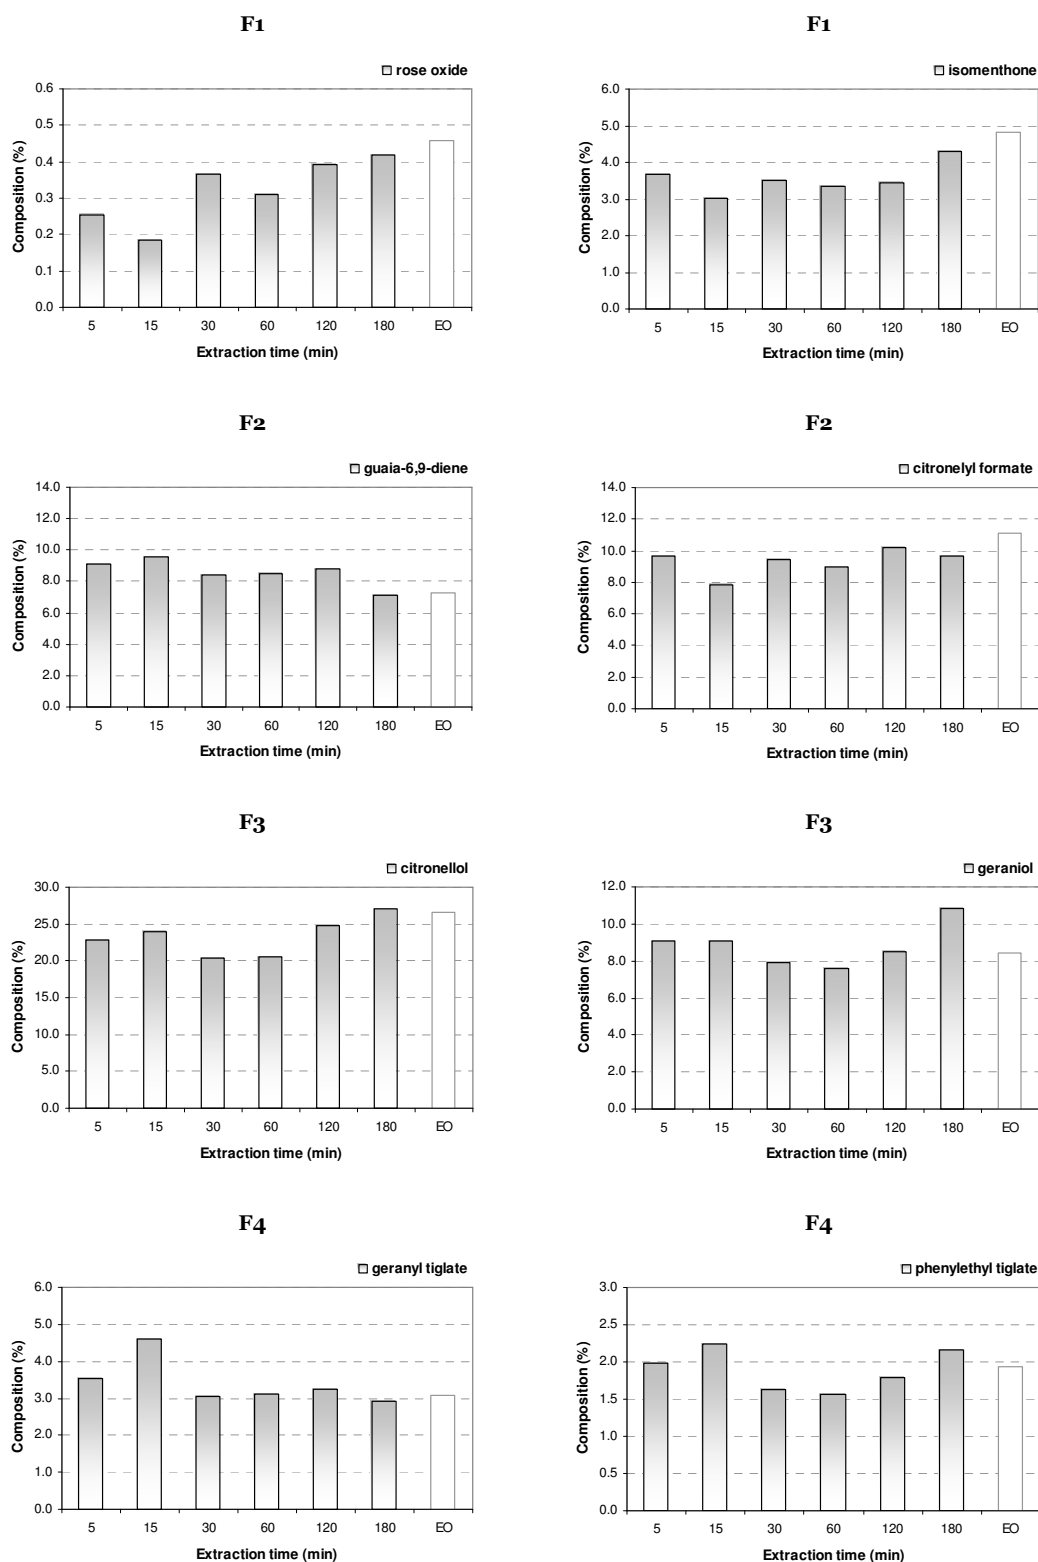 F1
rose oxide
Composition (%)
0.6
0.5
0.4
0.3
0.2
0.1
0.0
5 15 30 60 120 180 EO
Extraction time (min)
F1
isomenthone
Composition (%)
6.0
5.0
4.0
3.0
2.0
1.0
0.0
5 15 30 60 120 180 EO
Extraction time (min)
F2
guaia-6,9-diene
Composition (%)
14.0
12.0
10.0
8.0
6.0
4.0
2.0
0.0
5 15 30 60 120 180 EO
Extraction time (min)
F2
citronelyl formate
Composition (%)
14.0
12.0
10.0
8.0
6.0
4.0
2.0
0.0
5 15 30 60 120 180 EO
Extraction time (min)
F3
citronellol
Composition (%)
30.0
25.0
20.0
15.0
10.0
5.0
0.0
5 15 30 60 120 180 EO
Extraction time (min)
F3
geraniol
Composition (%)
12.0
10.0
8.0
6.0
4.0
2.0
0.0
5 15 30 60 120 180 EO
Extraction time (min)
F4
geranyl tiglate
Composition (%)
6.0
5.0
4.0
3.0
2.0
1.0
0.0
5 15 30 60 120 180 EO
Extraction time (min)
F4
phenylethyl tiglate
Composition (%)
3.0
2.5
2.0
1.5
1.0
0.5
0.0
5 15 30 60 120 180 EO
Extraction time (min)